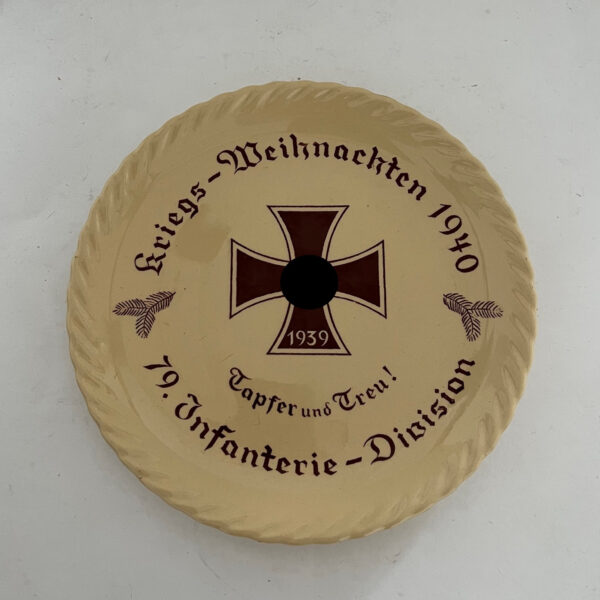 Kriegs-Weihnachten 1940
1939
Tapfer und Treu!
79. Infanterie-Division